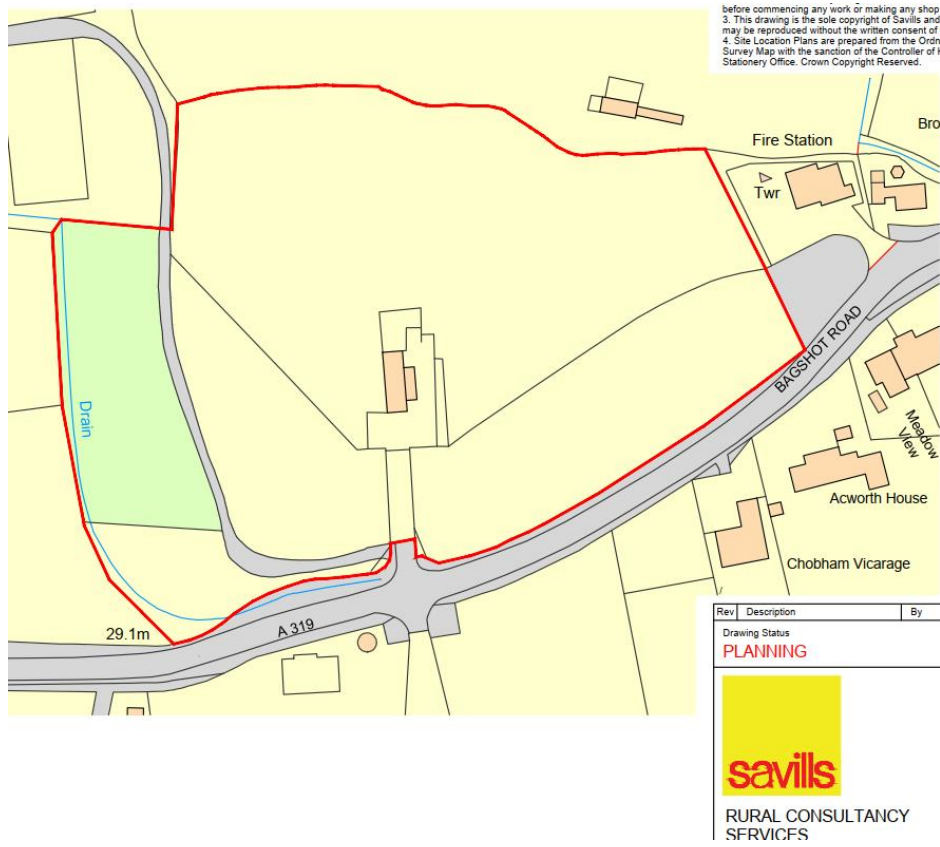 before commencing any work or making any shop
3. This drawing is the sole copyright of Savills and
may be reproduced without the written consent of
4. Site Location Plans are prepared from the Ordn
Survey Map with the sanction of the Controller of H
Stationery Office. Crown Copyright Reserved.
Bro
Fire Station
Twr
BAGSHOT ROAD
Drain
Meadow
View
Acworth House
Chobham Vicarage
29.1m
A 319
Rev Description By
Drawing Status
PLANNING
savills
RURAL CONSULTANCY
SERVICES